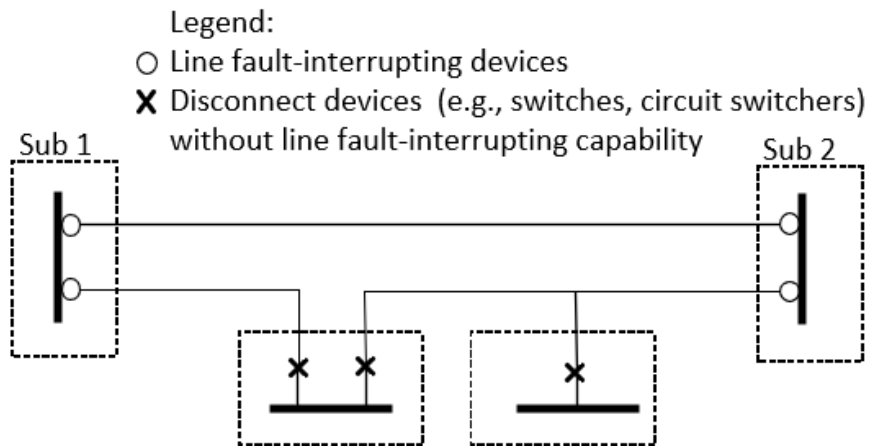 Legend:
Line fault-interrupting devices
Disconnect devices (e.g., switches, circuit switchers)
without line fault-interrupting capability
Sub 1
Sub 2